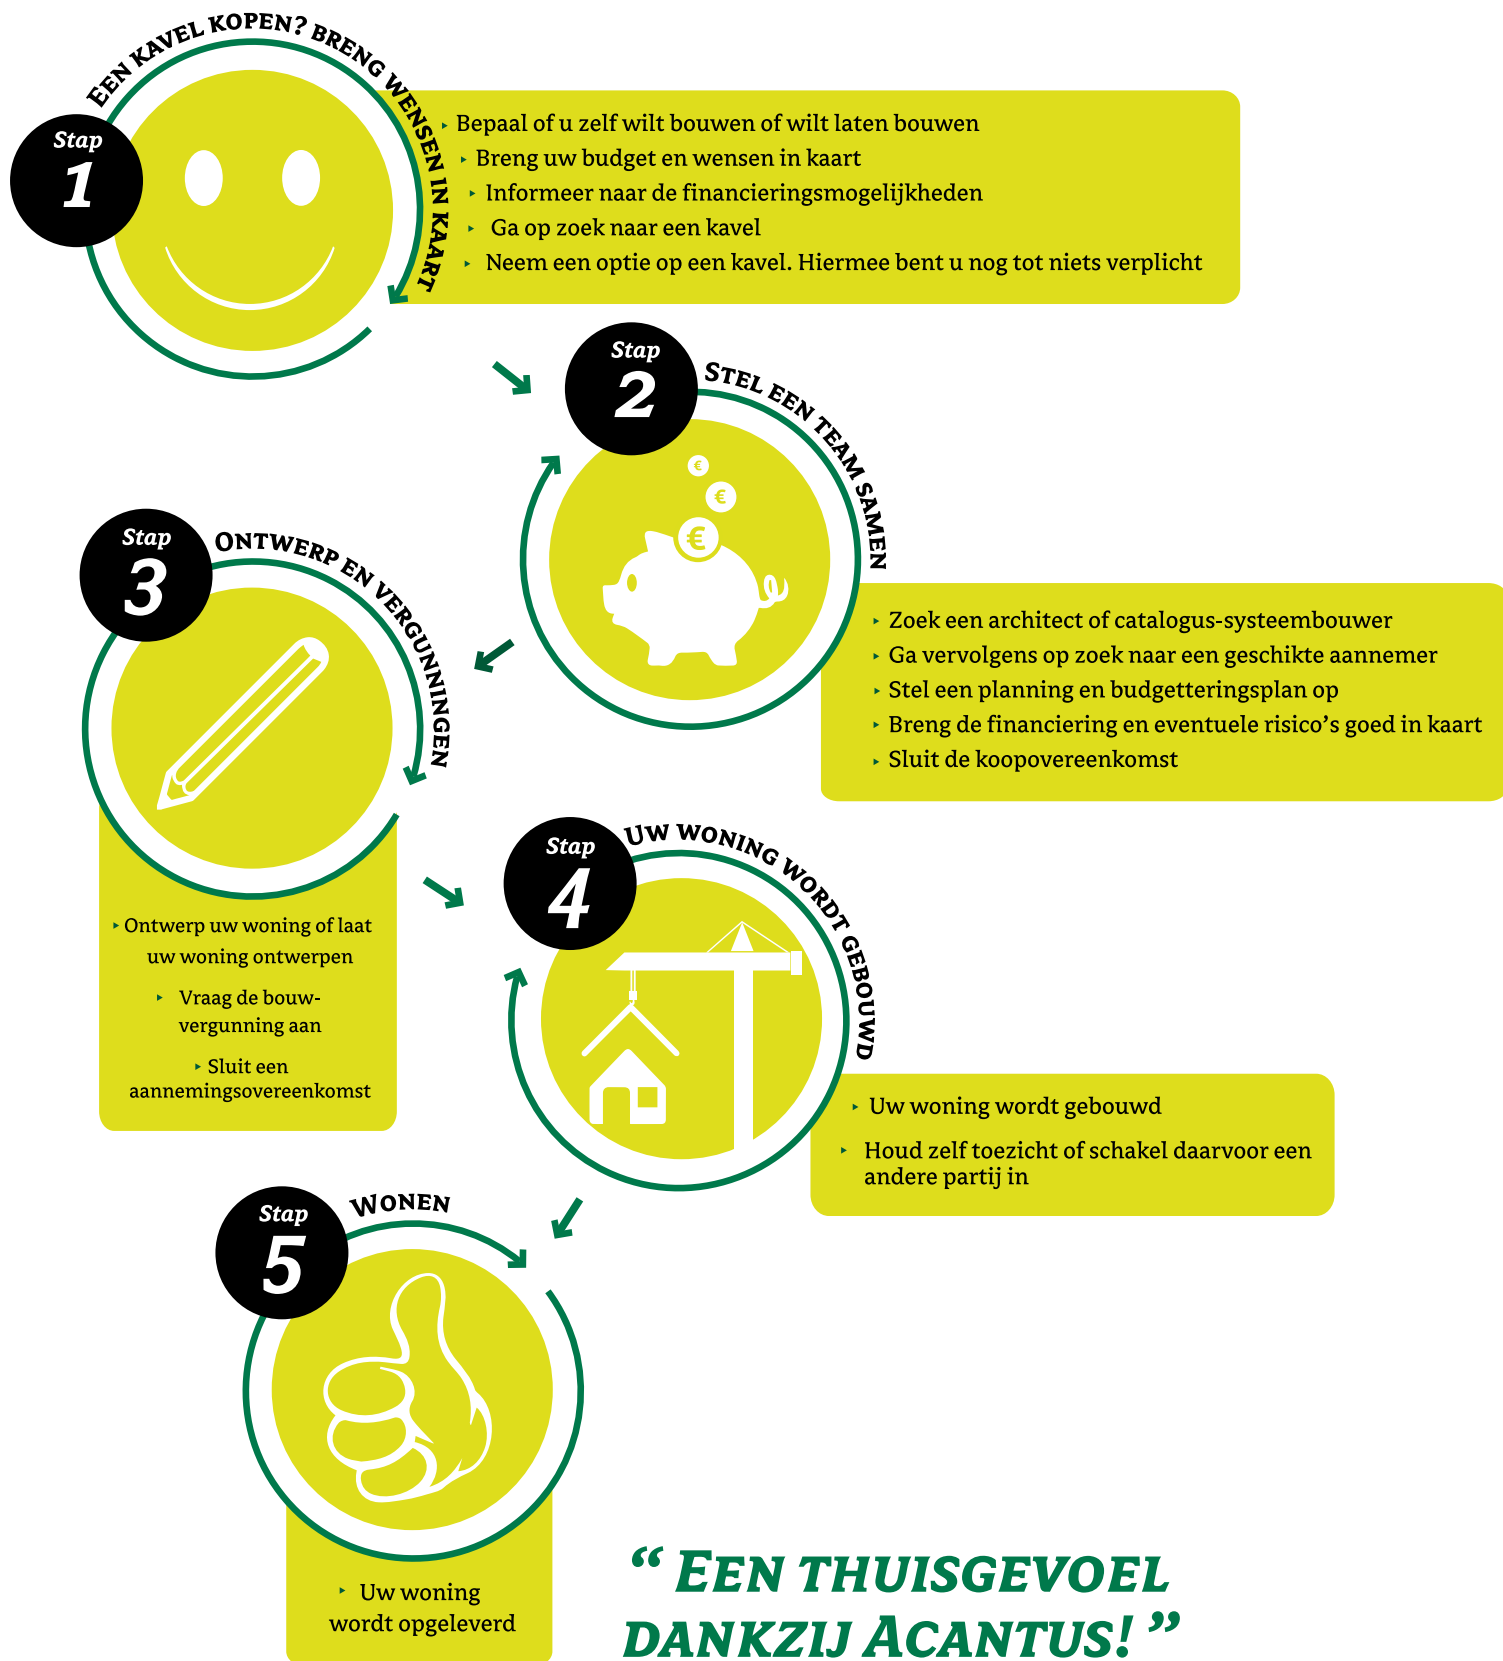 Stap
1
Een kavel kopen? Breng wensen in kaart
Bepaal of u zelf wilt bouwen of wilt laten bouwen
Breng uw budget en wensen in kaart
Informeer naar de financieringsmogelijkheden
Ga op zoek naar een kavel
Neem een optie op een kavel. Hiermee bent u nog tot niets verplicht
Stap
2
Stel een team samen
€
€
€
Zoek een architect of catalogus-systeembouwer
Ga vervolgens op zoek naar een geschikte aannemer
Stel een planning en budgetteringsplan op
Breng de financiering en eventuele risico's goed in kaart
Sluit de koopovereenkomst
Stap
3
Ontwerp en vergunningen
Ontwerp uw woning of laat
uw woning ontwerpen
Vraag de bouw-
vergunning aan
Sluit een
aannemingsovereenkomst
Stap
4
Uw woning wordt gebouwd
Uw woning wordt gebouwd
Houd zelf toezicht of schakel daarvoor een
andere partij in
Stap
5
Wonen
Uw woning
wordt opgeleverd
“ Een thuisgevoel
dankzij Acantus! ”